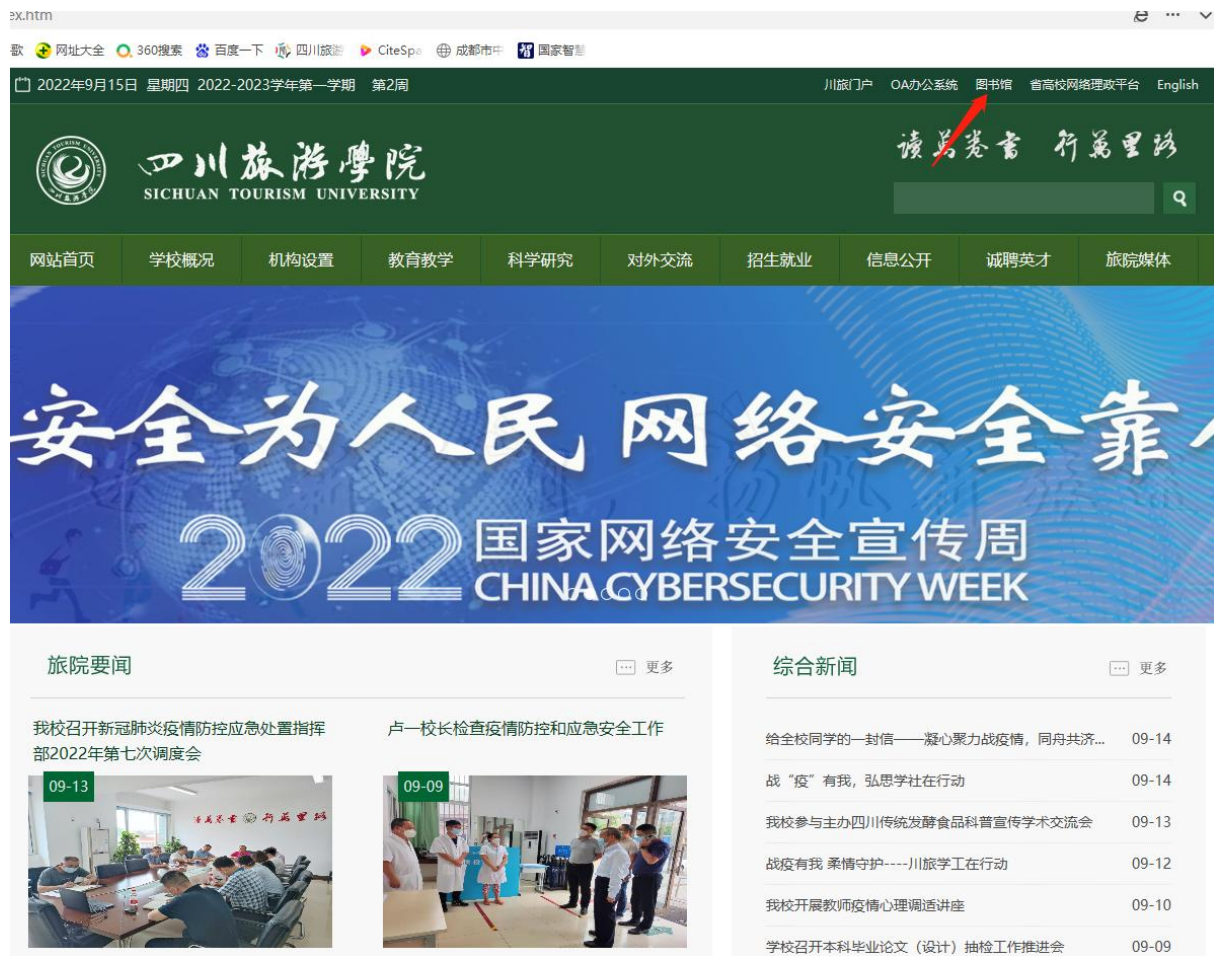 ex.htm
歌 网址大全 360搜索 百度一下 四川旅游 CiteSpa 成都市中 国家智慧
2022年9月15日 星期四 2022-2023学年第一学期 第2周 川旅门户 OA办公系统 图书馆 省高校网络理政平台 English
四川旅游學院 读万卷书 行万里路
SICHUAN TOURISM UNIVERSITY
网站首页 学校概况 机构设置 教育教学 科学研究 对外交流 招生就业 信息公开 诚聘英才 旅院媒体
安全为人民 网络安全靠人
2022 国家网络安全宣传周
CHINA CYBERSECURITY WEEK
旅院要闻 更多 综合新闻 更多
我校召开新冠肺炎疫情防控应急处置指挥
部2022年第七次调度会
卢一校长检查疫情防控和应急安全工作
09-13
09-09
给全校同学的一封信——凝心聚力战疫情，同舟共济... 09-14
战“疫”有我，弘思学社在行动 09-14
我校参与主办四川传统发酵食品科普宣传学术交流会 09-13
战疫有我 柔情守护----川旅学工在行动 09-12
我校开展教师疫情心理调适讲座 09-10
学校召开本科毕业论文（设计）抽检工作推进会 09-09